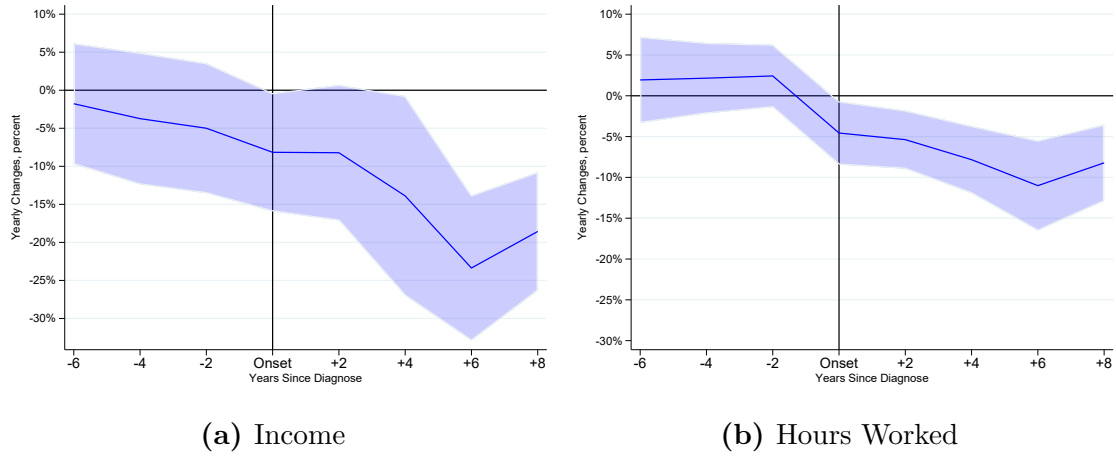 10%
5%
0%
-5%
-10%
-15%
-20%
-25%
-30%
Yearly Changes, percent
-6 -4 -2 Onset +2 +4 +6 +8
Years Since Diagnose
(a) Income
10%
5%
0%
-5%
-10%
-15%
-20%
-25%
-30%
Yearly Changes, percent
-6 -4 -2 Onset +2 +4 +6 +8
Years Since Diagnose
(b) Hours Worked